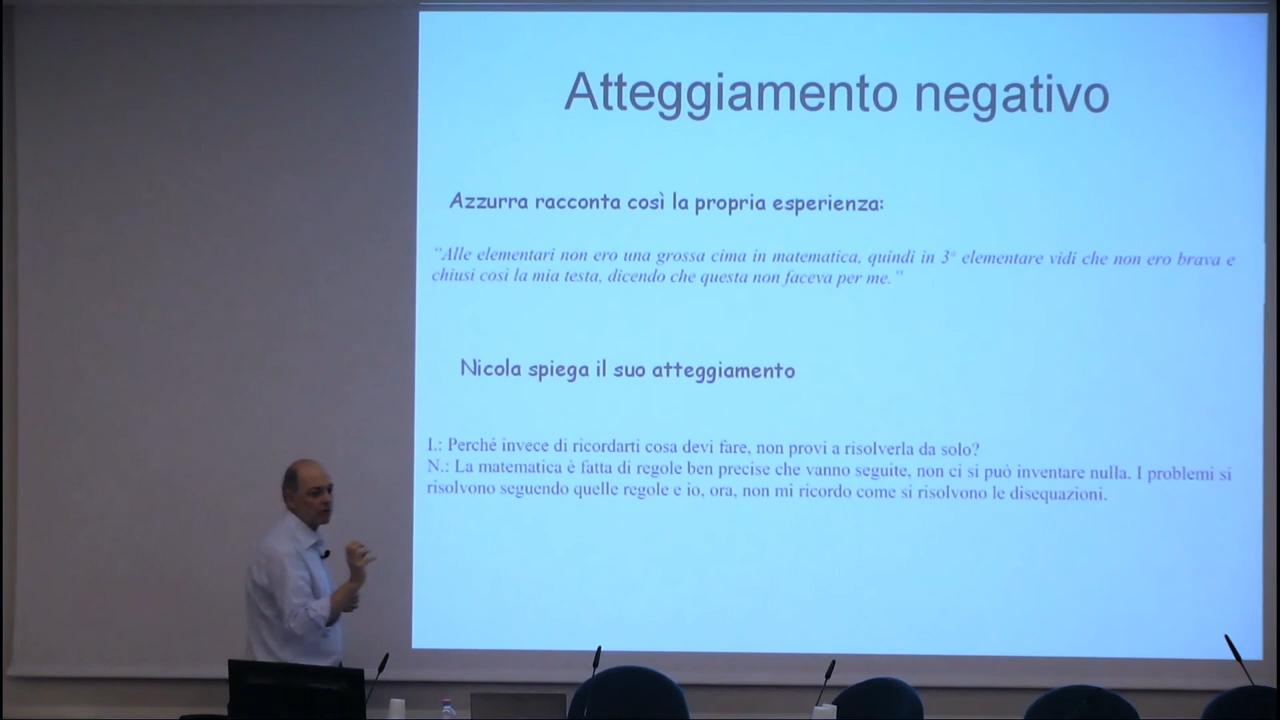 Atteggiamento negativo
Azzurra racconta così la propria esperienza:
“Alle elementari non ero una grossa cima in matematica, quindi in 3ª elementare vidi che non ero brava e
chiusi così la mia testa, dicendo che questa non faceva per me.”
Nicola spiega il suo atteggiamento
I.: Perché invece di ricordarti cosa devi fare, non provi a risolverla da solo?
N.: La matematica è fatta di regole ben precise che vanno seguite, non ci si può inventare nulla. I problemi si
risolvono seguendo quelle regole e io, ora, non mi ricordo come si risolvono le disequazioni.